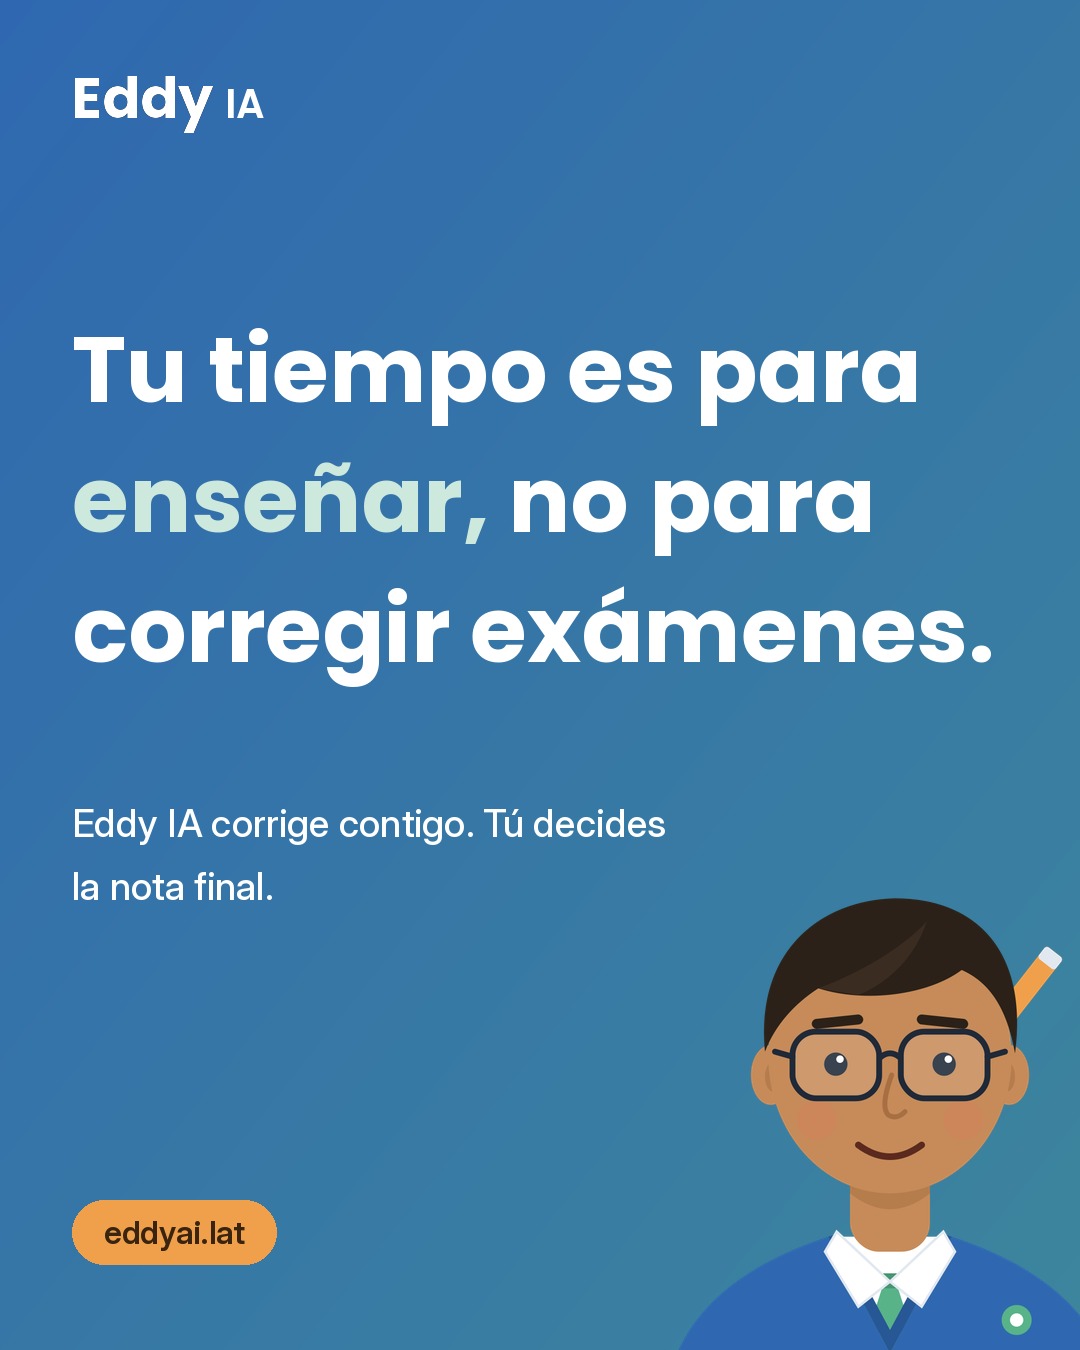 Eddy IA
Tu tiempo es para
enseñar, no para
corregir exámenes.
Eddy IA corrige contigo. Tú decides
la nota final.
eddyai.lat